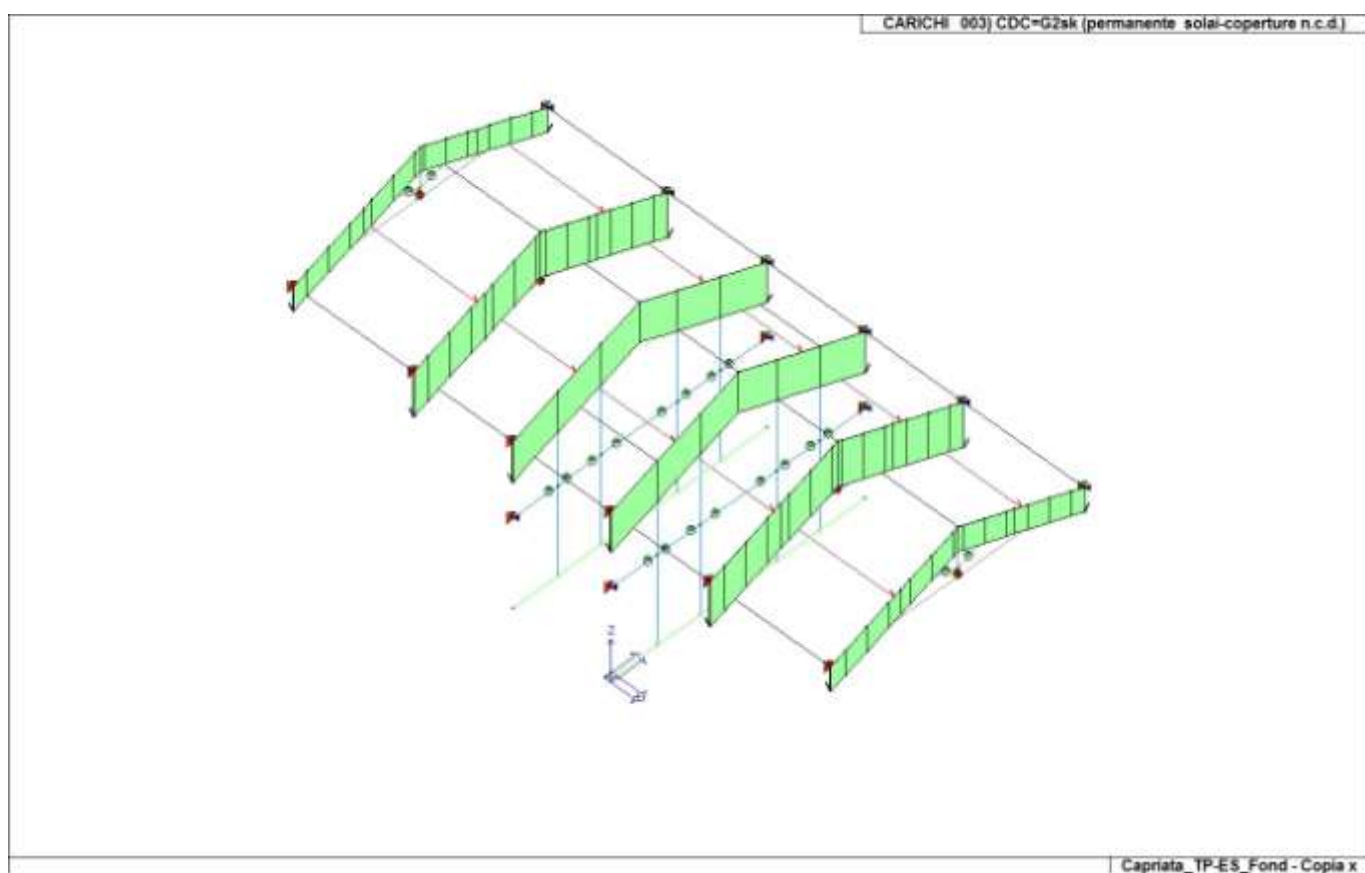 CARICHI 003) CDC=G2sk (permanente solai-coperture n.c.d.)
Z
Capriata_TP-ES_Fond - Copia x